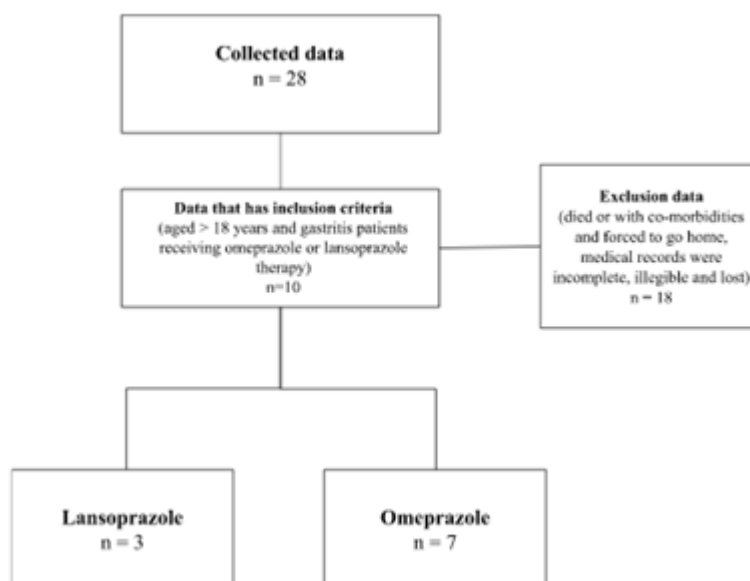 Collected data
n = 28
Data that has inclusion criteria
(aged > 18 years and gastritis patients
receiving omeprazole or lansoprazole
therapy)
n=10
Exclusion data
(died or with co-morbidities
and forced to go home,
medical records were
incomplete, illegible and lost)
n = 18
Lansoprazole
n = 3
Omeprazole
n = 7